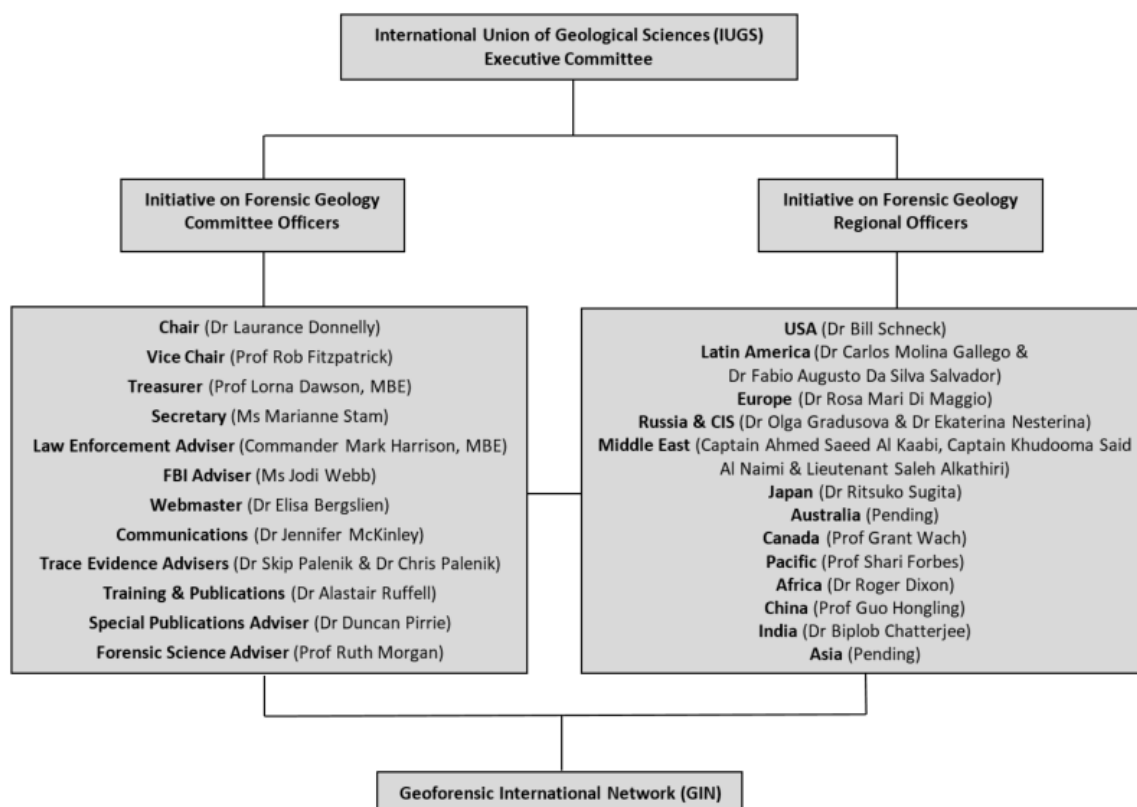 International Union of Geological Sciences (IUGS)
Executive Committee
Initiative on Forensic Geology
Committee Officers
Initiative on Forensic Geology
Regional Officers
Chair (Dr Laurance Donnelly)
Vice Chair (Prof Rob Fitzpatrick)
Treasurer (Prof Lorna Dawson, MBE)
Secretary (Ms Marianne Stam)
Law Enforcement Adviser (Commander Mark Harrison, MBE)
FBI Adviser (Ms Jodi Webb)
Webmaster (Dr Elisa Bergslien)
Communications (Dr Jennifer McKinley)
Trace Evidence Advisers (Dr Skip Palenik & Dr Chris Palenik)
Training & Publications (Dr Alastair Ruffell)
Special Publications Adviser (Dr Duncan Pirrie)
Forensic Science Adviser (Prof Ruth Morgan)
USA (Dr Bill Schneck)
Latin America (Dr Carlos Molina Gallego &
Dr Fabio Augusto Da Silva Salvador)
Europe (Dr Rosa Mari Di Maggio)
Russia & CIS (Dr Olga Gradusova & Dr Ekaterina Nesterina)
Middle East (Captain Ahmed Saeed Al Kaabi, Captain Khudooma Said
Al Naimi & Lieutenant Saleh Alkathiri)
Japan (Dr Ritsuko Sugita)
Australia (Pending)
Canada (Prof Grant Wach)
Pacific (Prof Shari Forbes)
Africa (Dr Roger Dixon)
China (Prof Guo Hongling)
India (Dr Biplob Chatterjee)
Asia (Pending)
Geoforensic International Network (GIN)